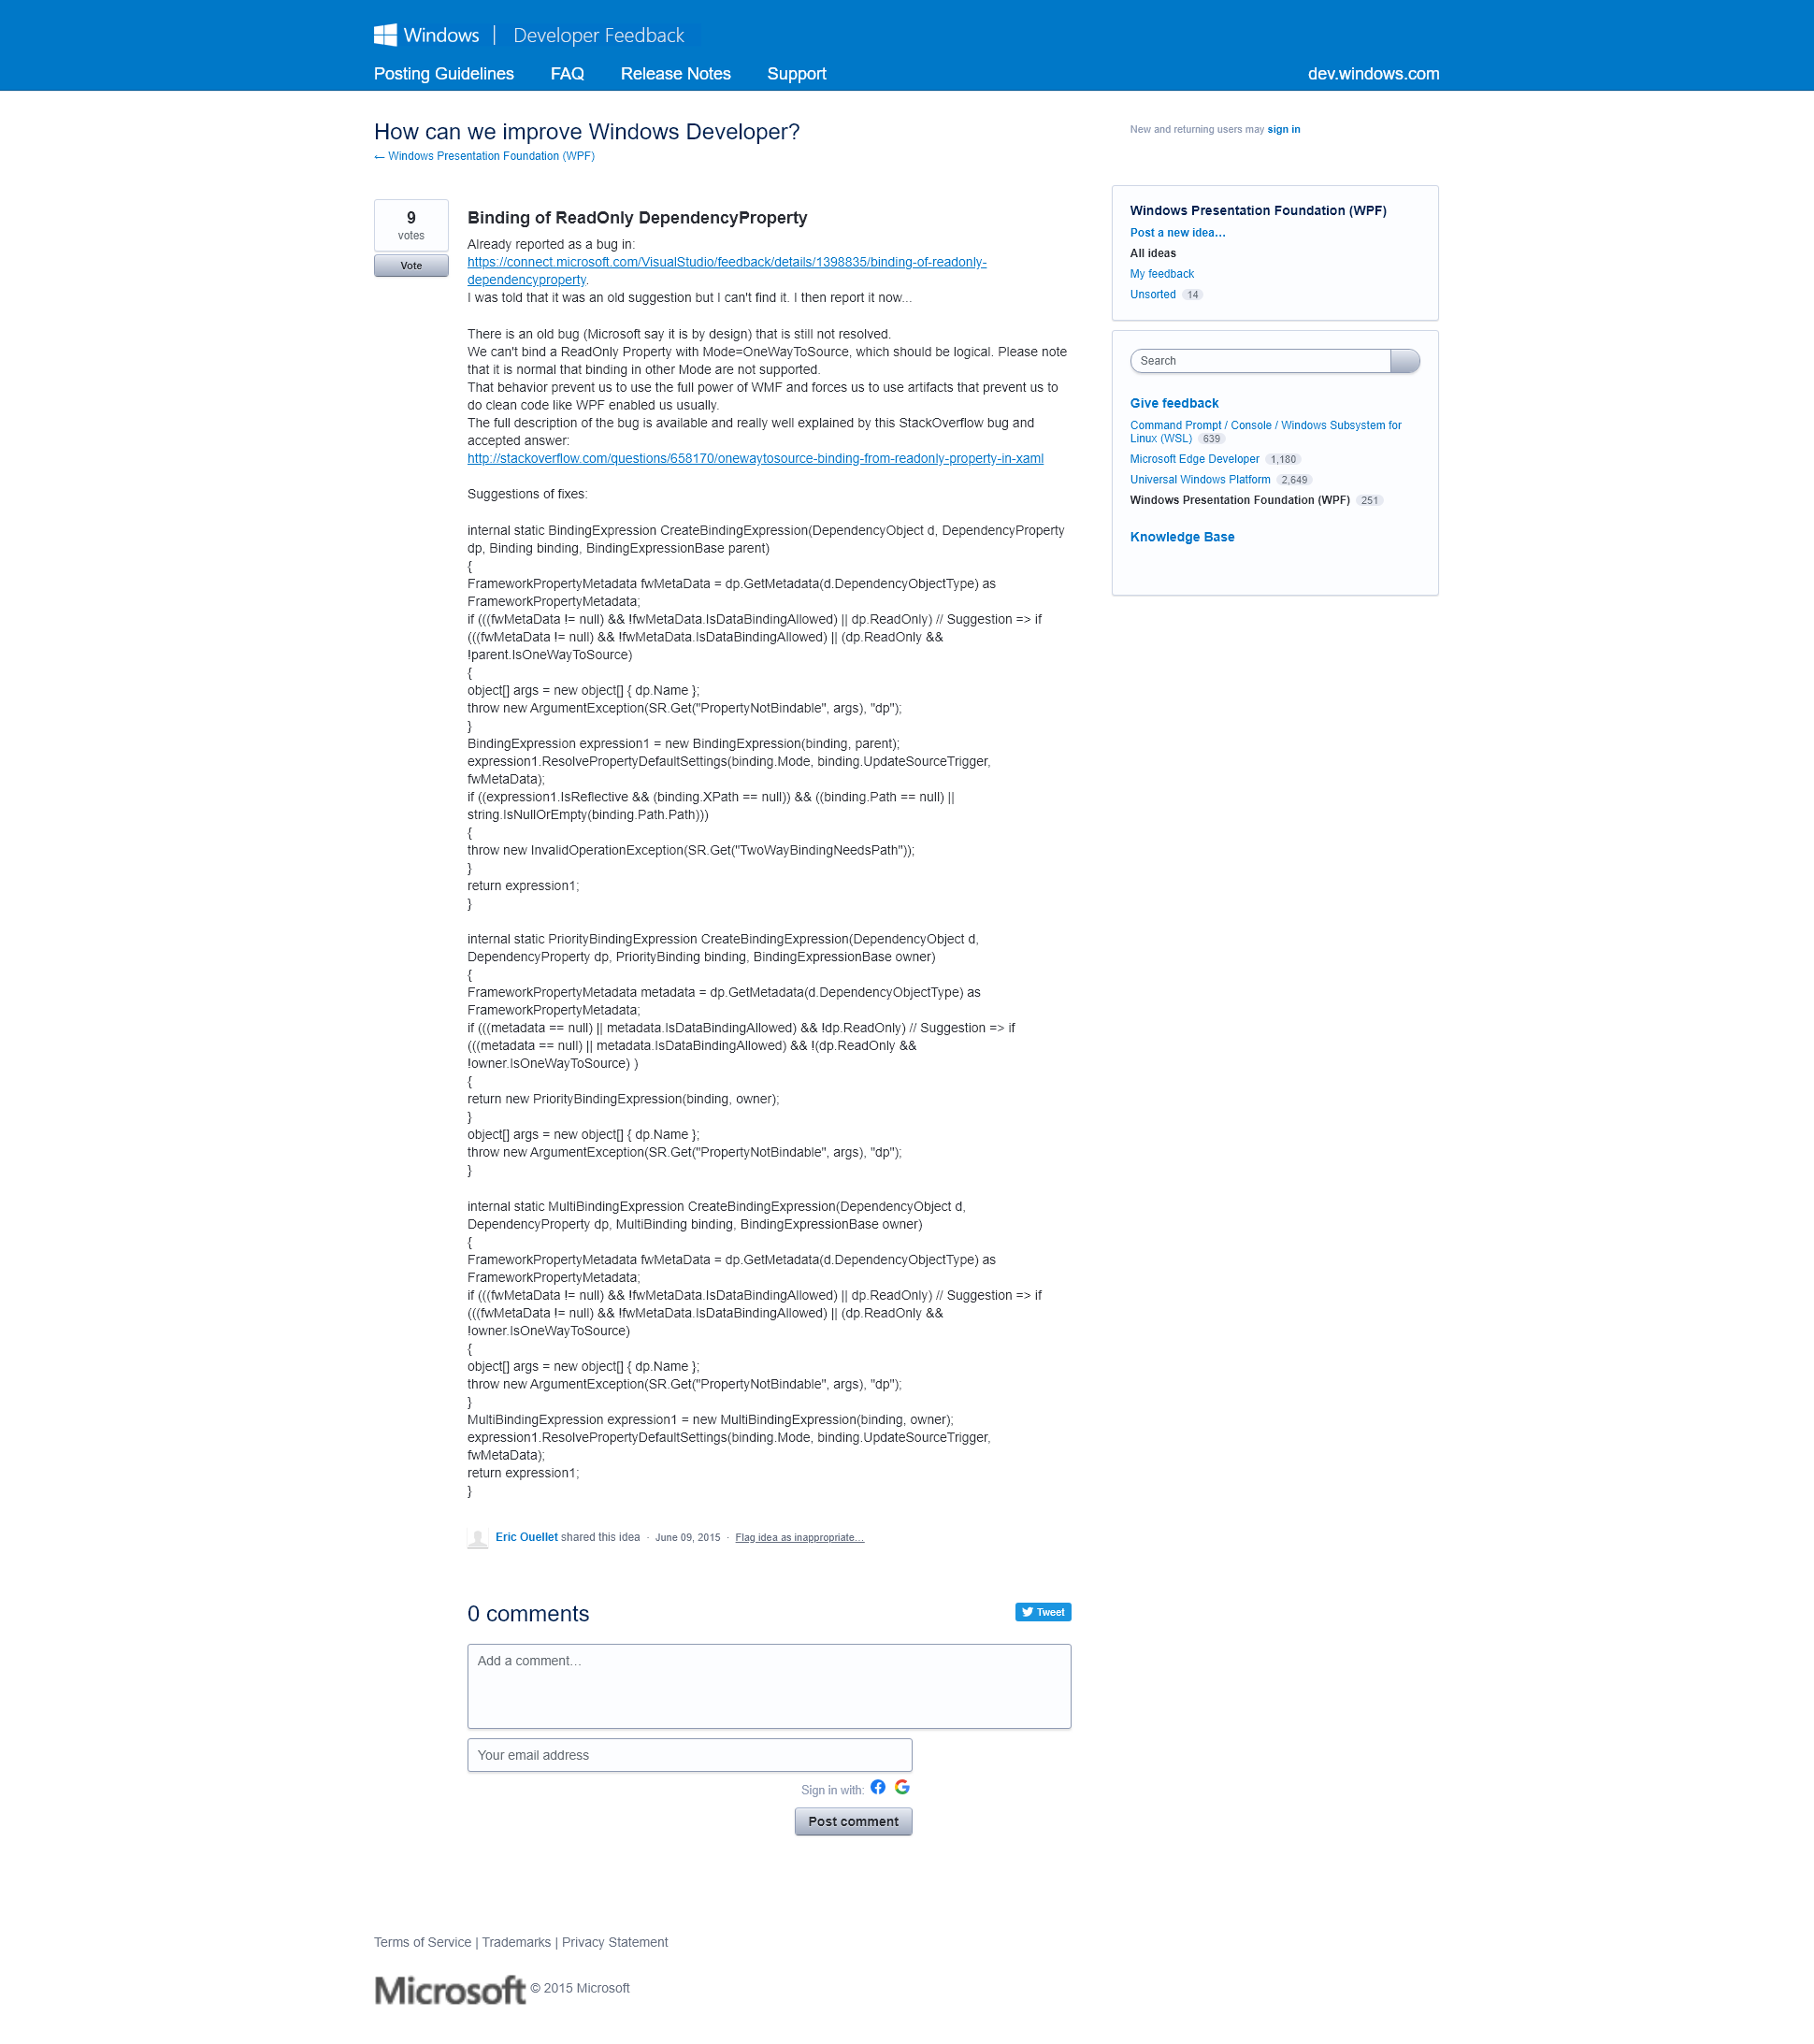 Windows | Developer Feedback
Posting Guidelines FAQ Release Notes Support dev.windows.com
How can we improve Windows Developer?
← Windows Presentation Foundation (WPF)
New and returning users may sign in
9
votes
Vote
Binding of ReadOnly DependencyProperty
Already reported as a bug in:
https://connect.microsoft.com/VisualStudio/feedback/details/1398835/binding-of-readonly-
dependencyproperty.
I was told that it was an old suggestion but I can't find it. I then report it now...
There is an old bug (Microsoft say it is by design) that is still not resolved.
We can't bind a ReadOnly Property with Mode=OneWayToSource, which should be logical. Please note
that it is normal that binding in other Mode are not supported.
That behavior prevent us to use the full power of WMF and forces us to use artifacts that prevent us to
do clean code like WPF enabled us usually.
The full description of the bug is available and really well explained by this StackOverflow bug and
accepted answer:
http://stackoverflow.com/questions/658170/onewaytosource-binding-from-readonly-property-in-xaml
Suggestions of fixes:
internal static BindingExpression CreateBindingExpression(DependencyObject d, DependencyProperty
dp, Binding binding, BindingExpressionBase parent)
{
FrameworkPropertyMetadata fwMetaData = dp.GetMetadata(d.DependencyObjectType) as
FrameworkPropertyMetadata;
if (((fwMetaData != null) && !fwMetaData.IsDataBindingAllowed) || dp.ReadOnly) // Suggestion => if
(((fwMetaData != null) && !fwMetaData.IsDataBindingAllowed) || (dp.ReadOnly &&
!parent.IsOneWayToSource)
{
object[] args = new object[] { dp.Name };
throw new ArgumentException(SR.Get("PropertyNotBindable", args), "dp");
}
BindingExpression expression1 = new BindingExpression(binding, parent);
expression1.ResolvePropertyDefaultSettings(binding.Mode, binding.UpdateSourceTrigger,
fwMetaData);
if ((expression1.IsReflective && (binding.XPath == null)) && ((binding.Path == null) ||
string.IsNullOrEmpty(binding.Path.Path)))
{
throw new InvalidOperationException(SR.Get("TwoWayBindingNeedsPath"));
}
return expression1;
}
internal static PriorityBindingExpression CreateBindingExpression(DependencyObject d,
DependencyProperty dp, PriorityBinding binding, BindingExpressionBase owner)
{
FrameworkPropertyMetadata metadata = dp.GetMetadata(d.DependencyObjectType) as
FrameworkPropertyMetadata;
if (((metadata == null) || metadata.IsDataBindingAllowed) && !dp.ReadOnly) // Suggestion => if
(((metadata == null) || metadata.IsDataBindingAllowed) && !(dp.ReadOnly &&
!owner.IsOneWayToSource) )
{
return new PriorityBindingExpression(binding, owner);
}
object[] args = new object[] { dp.Name };
throw new ArgumentException(SR.Get("PropertyNotBindable", args), "dp");
}
internal static MultiBindingExpression CreateBindingExpression(DependencyObject d,
DependencyProperty dp, MultiBinding binding, BindingExpressionBase owner)
{
FrameworkPropertyMetadata fwMetaData = dp.GetMetadata(d.DependencyObjectType) as
FrameworkPropertyMetadata;
if (((fwMetaData != null) && !fwMetaData.IsDataBindingAllowed) || dp.ReadOnly) // Suggestion => if
(((fwMetaData != null) && !fwMetaData.IsDataBindingAllowed) || (dp.ReadOnly &&
!owner.IsOneWayToSource)
{
object[] args = new object[] { dp.Name };
throw new ArgumentException(SR.Get("PropertyNotBindable", args), "dp");
}
MultiBindingExpression expression1 = new MultiBindingExpression(binding, owner);
expression1.ResolvePropertyDefaultSettings(binding.Mode, binding.UpdateSourceTrigger,
fwMetaData);
return expression1;
}
Eric Ouellet shared this idea · June 09, 2015 · Flag idea as inappropriate…
0 comments
Tweet
Add a comment…
Your email address
Sign in with:
Post comment
Windows Presentation Foundation (WPF)
Post a new idea…
All ideas
My feedback
Unsorted 14
Search
Give feedback
Command Prompt / Console / Windows Subsystem for
Linux (WSL) 639
Microsoft Edge Developer 1,180
Universal Windows Platform 2,649
Windows Presentation Foundation (WPF) 251
Knowledge Base
Terms of Service | Trademarks | Privacy Statement
Microsoft © 2015 Microsoft